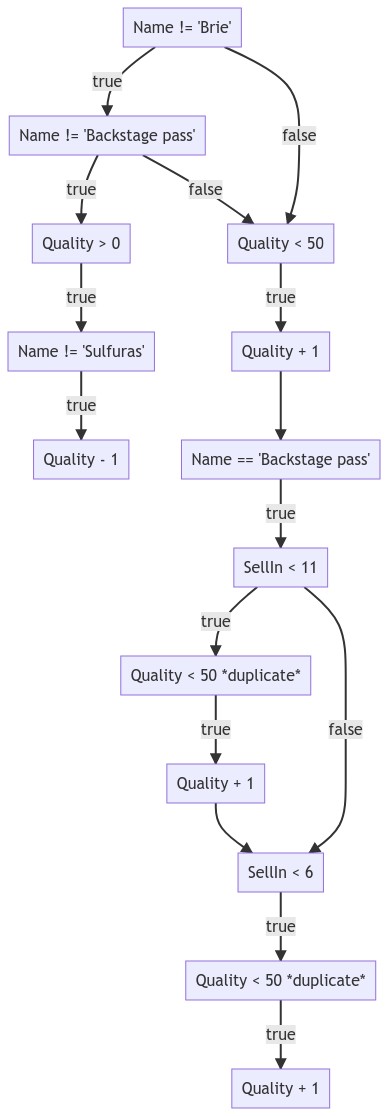 Name != 'Brie'
true
Name != 'Backstage pass'
false
true
false
Quality > 0
Quality < 50
true
true
Name != 'Sulfuras'
Quality + 1
true
Quality - 1
Name == 'Backstage pass'
true
SellIn < 11
true
Quality < 50 *duplicate*
true
false
Quality + 1
SellIn < 6
true
Quality < 50 *duplicate*
true
Quality + 1